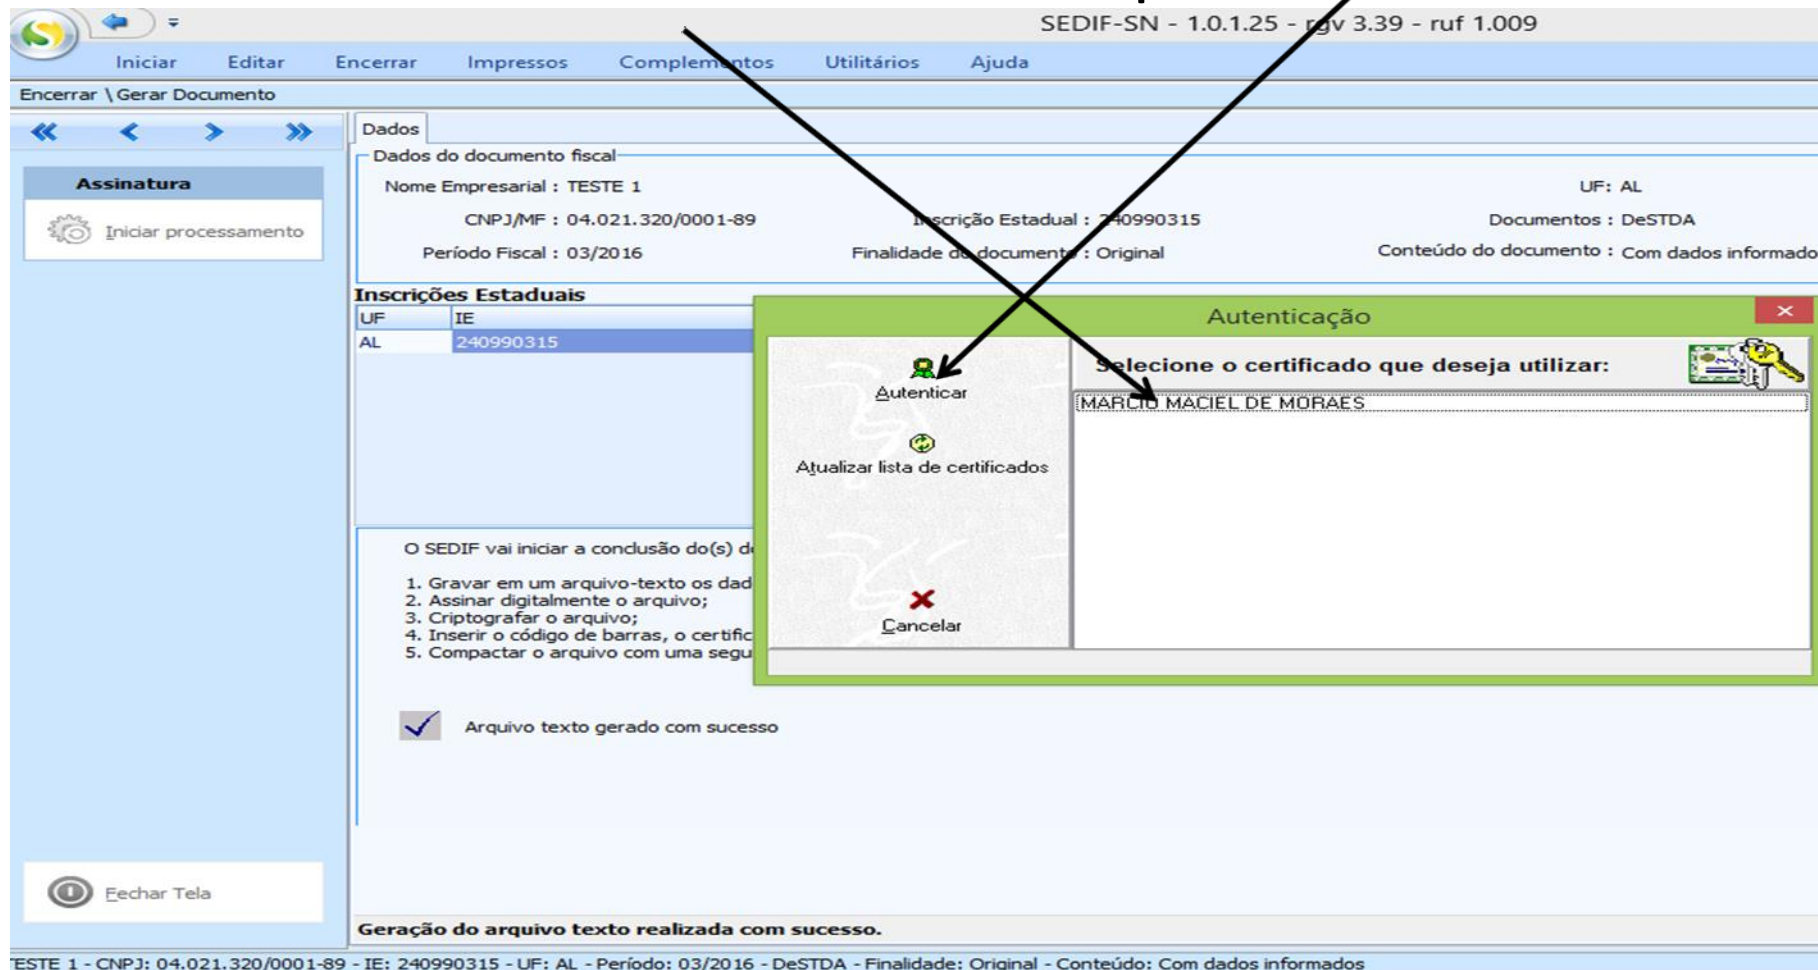 SEDIF-SN - 1.0.1.25 - rgv 3.39 - ruf 1.009
Iniciar Editar Encerrar Impressos Complementos Utilitários Ajuda
Encerrar \ Gerar Documento
Dados
Dados do documento fiscal
Assinatura
Nome Empresarial : TESTE 1 UF: AL
Iniciar processamento
CNPJ/MF : 04.021.320/0001-89 Inscrição Estadual : 240990315 Documentos : DeSTDA
Período Fiscal : 03/2016 Finalidade do documento : Original Conteúdo do documento : Com dados informado
Inscrições Estaduais
UF IE
AL 240990315
Autenticação
Selecione o certificado que deseja utilizar:
Autenticar
MARCIO MACIEL DE MORAES
Atualizar lista de certificados
Cancelar
O SEDIF vai iniciar a conclusão do(s) d
1. Gravar em um arquivo-texto os dad
2. Assinar digitalmente o arquivo;
3. Criptografar o arquivo;
4. Inserir o código de barras, o certific
5. Compactar o arquivo com uma segu
Arquivo texto gerado com sucesso
Fechar Tela
Geração do arquivo texto realizada com sucesso.
TESTE 1 - CNPJ: 04.021.320/0001-89 - IE: 240990315 - UF: AL - Período: 03/2016 - DeSTDA - Finalidade: Original - Conteúdo: Com dados informados